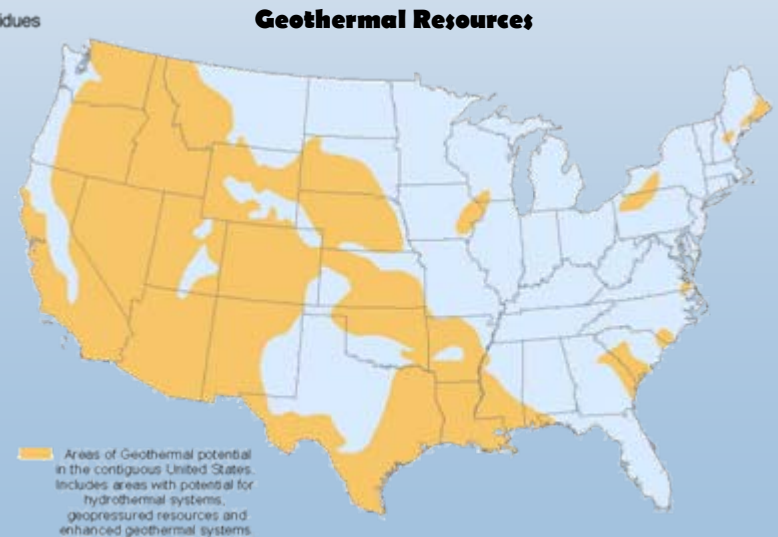 Geothermal Resources
Areas of Geothermal potential
in the contiguous United States.
Includes areas with potential for
hydrothermal systems,
geopressured resources and
enhanced geothermal systems.